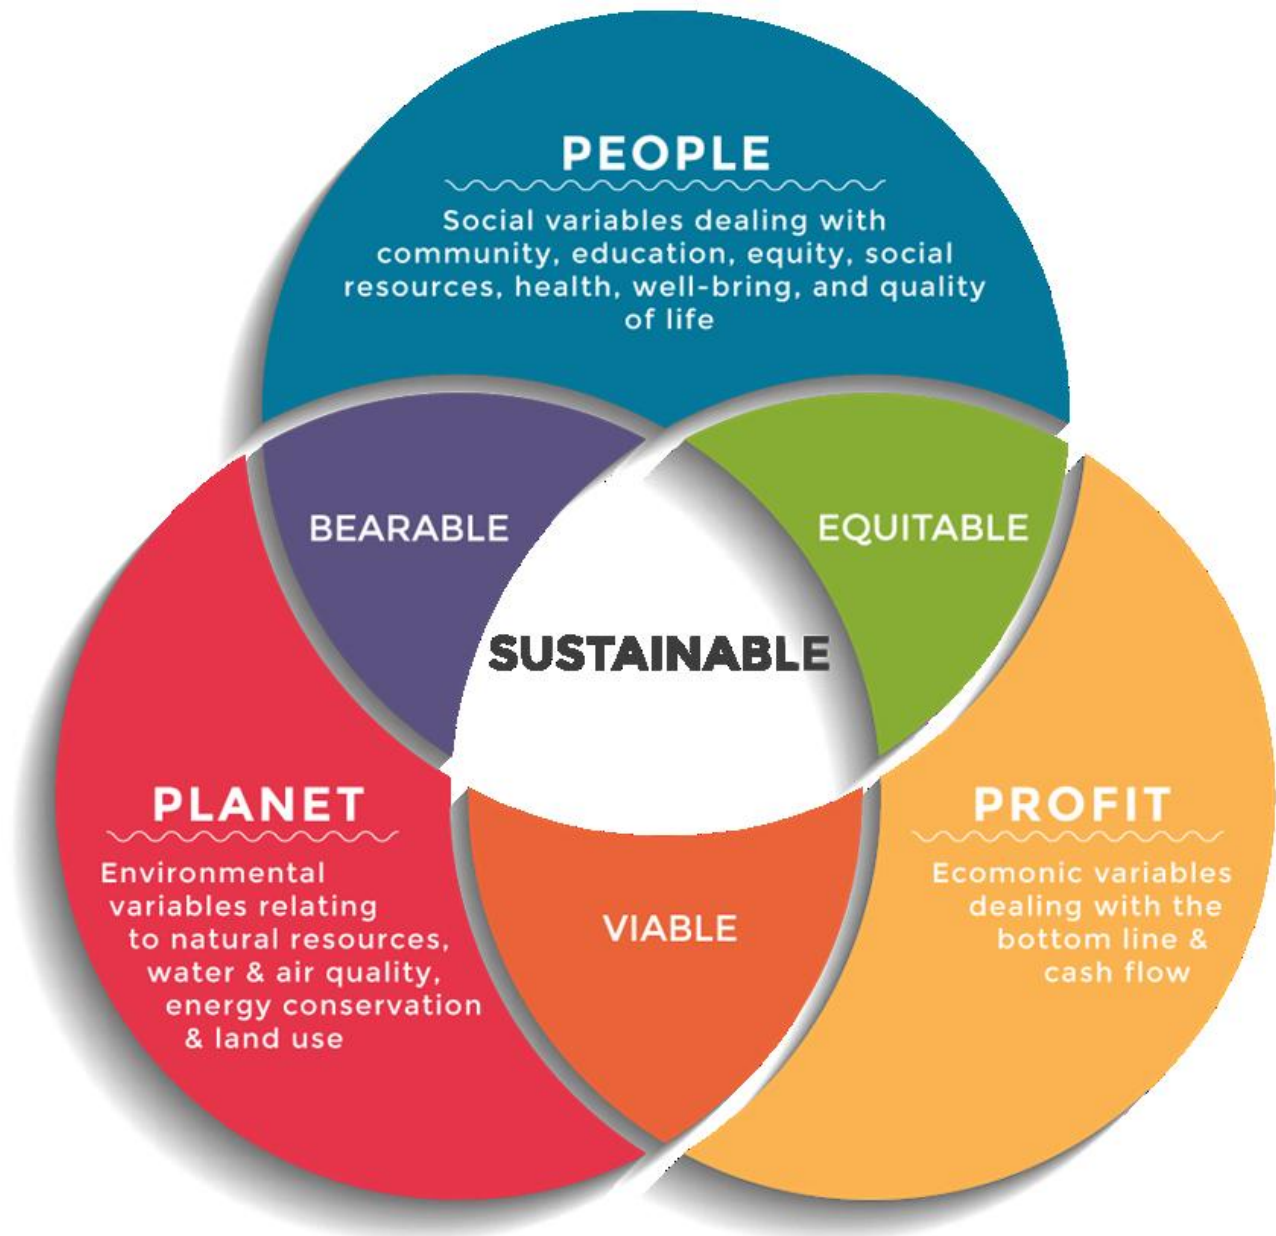 PEOPLE
Social variables dealing with
community, education, equity, social
resources, health, well-bring, and quality
of life
BEARABLE
EQUITABLE
SUSTAINABLE
PLANET
Environmental
variables relating
to natural resources,
water & air quality,
energy conservation
& land use
VIABLE
PROFIT
Ecomonic variables
dealing with the
bottom line &
cash flow